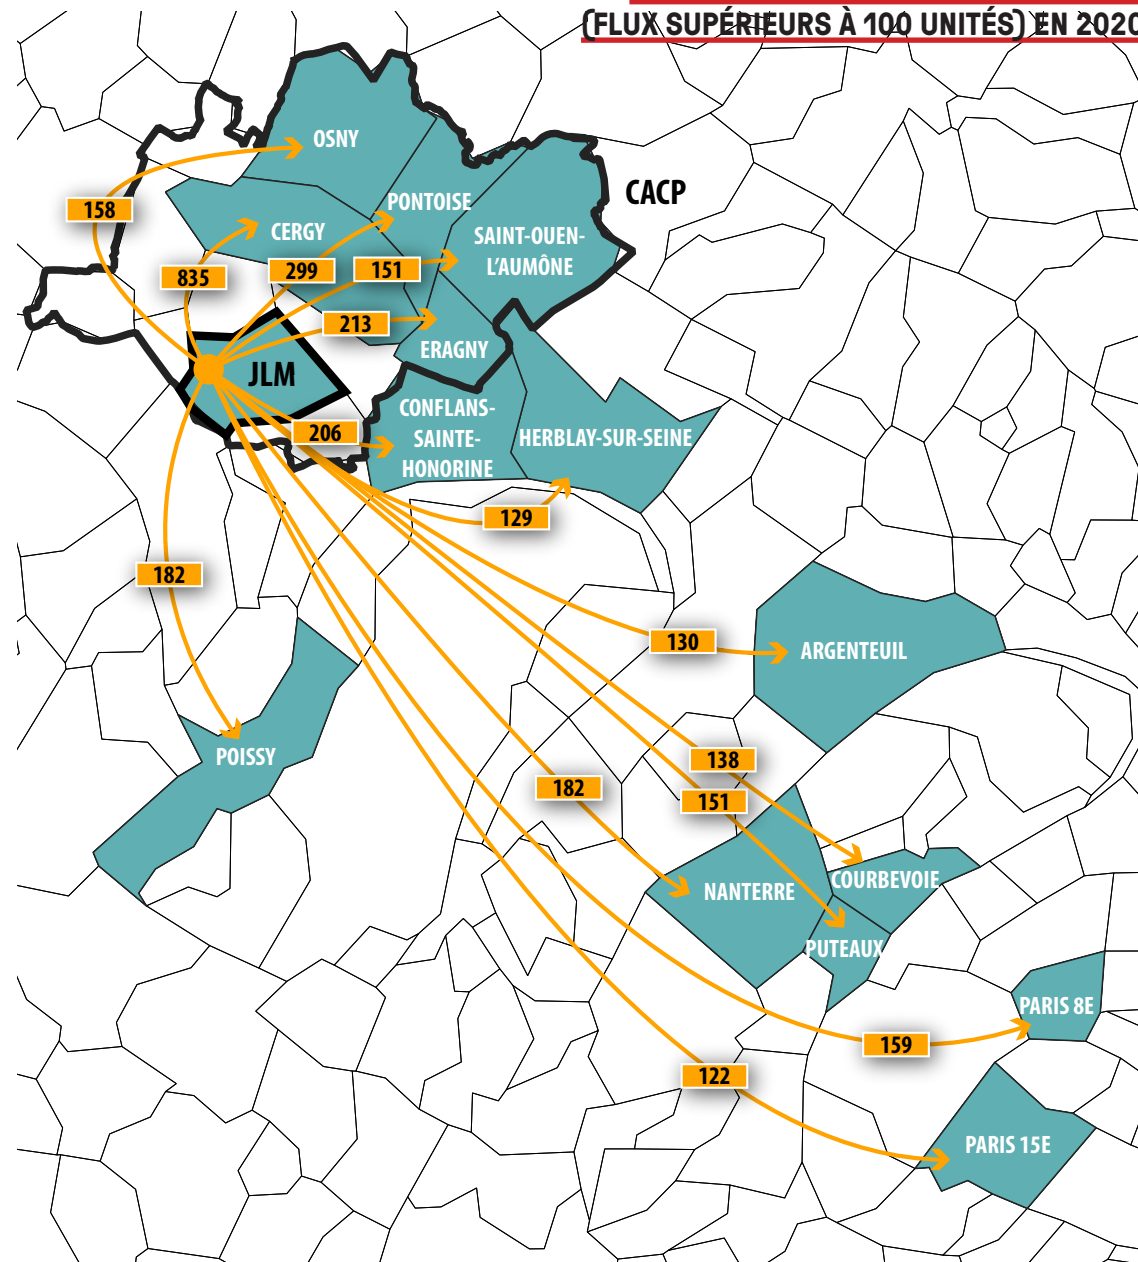 (FLUX SUPÉRIEURS À 100 UNITÉS) EN 2020
OSNY
158
PONTOISE
CACP
CERGY
SAINT-OUEN-
L'AUMÔNE
835
299
151
213
ERAGNY
JLM
CONFLANS-
SAINTE-
HONORINE
206
HERBLAY-SUR-SEINE
129
182
130
ARGENTEUIL
POISSY
138
182
151
NANTERRE
COURBEVOIE
PUTEAUX
PARIS 8E
159
122
PARIS 15E